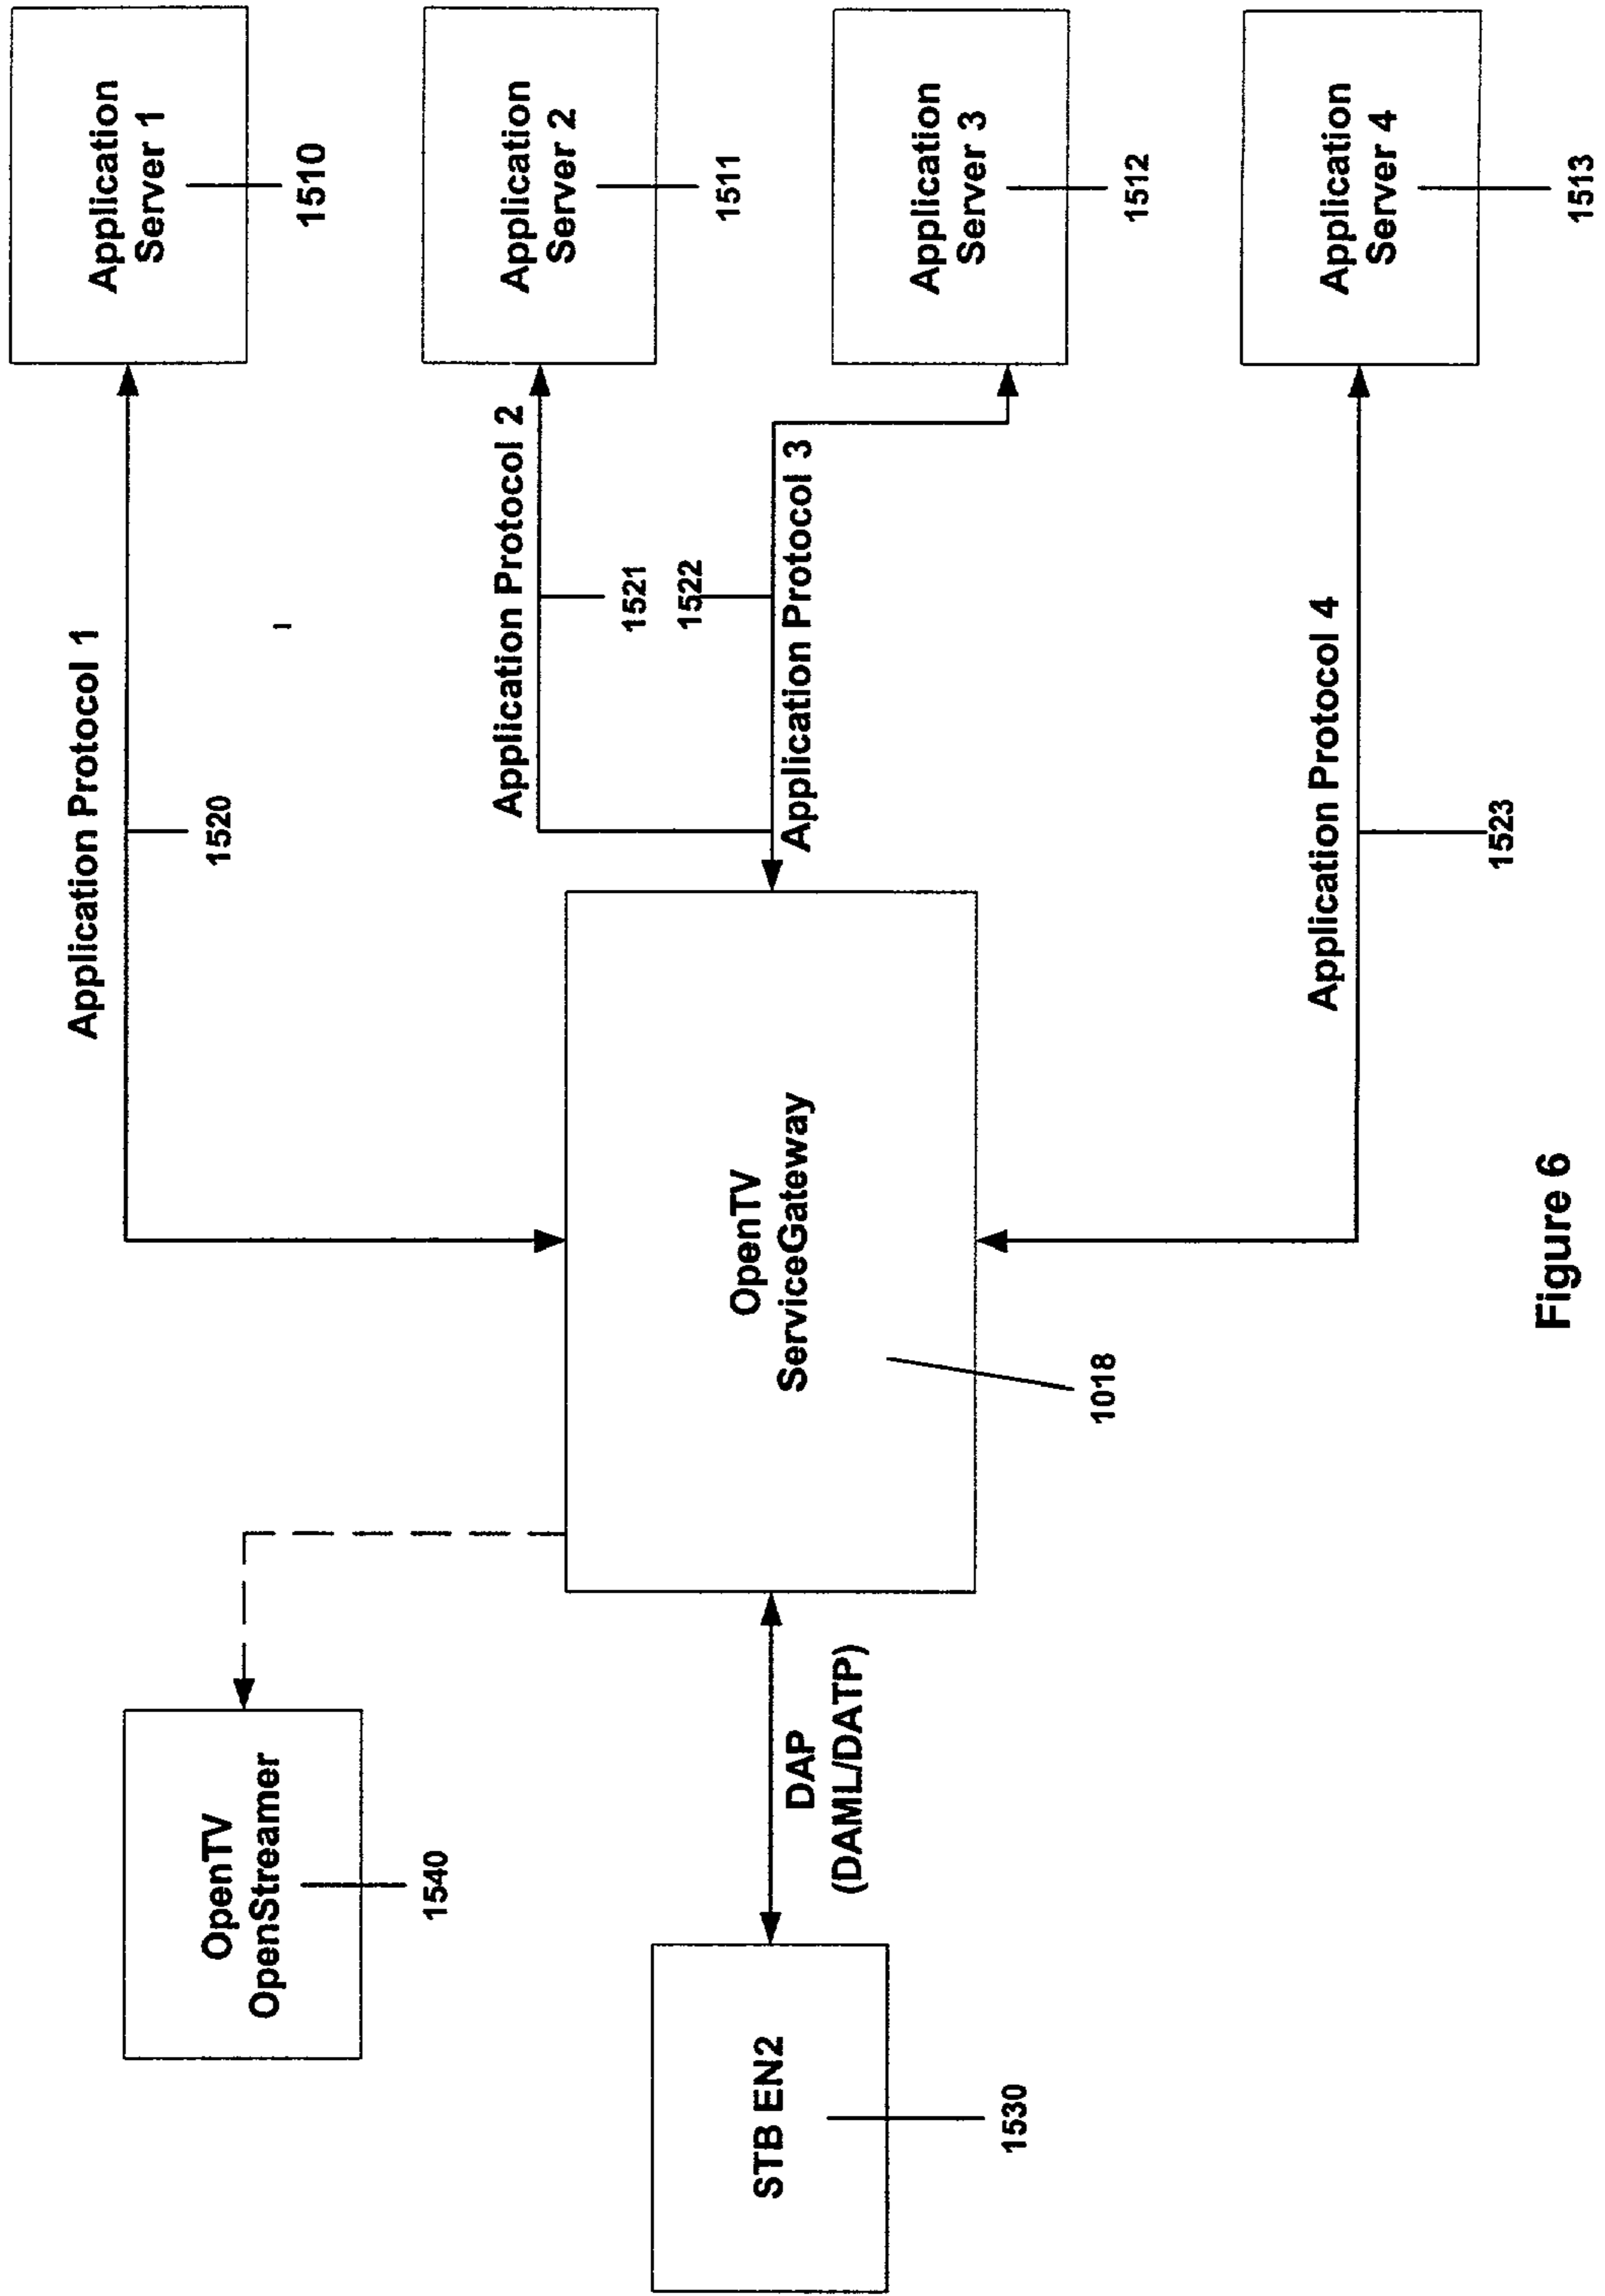 Application
Server 1
1510
Application Protocol 1
1520
Application
Server 2
1511
Application Protocol 2
1521
1522
Application Protocol 3
Application
Server 3
1512
Application
Server 4
1513
Application Protocol 4
1523
OpenTV
ServiceGateway
1018
OpenTV
OpenStreamer
1540
DAP
(DAML/DATP)
STB EN2
1530
Figure 6